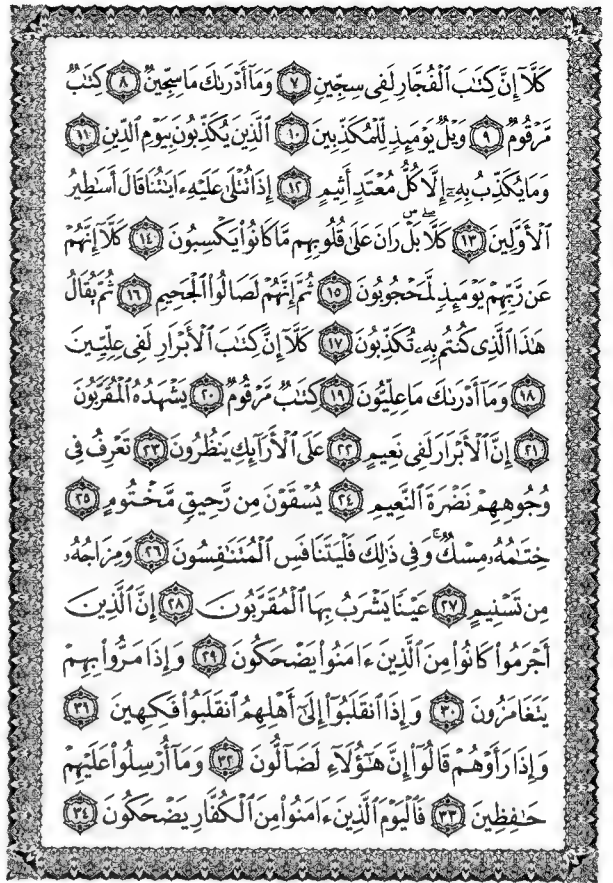 كَلَّآ إِنَّ كِتَٰبَ ٱلْفُجَّارِ لَفِى سِجِّينٍ ٧ وَمَآ أَدْرَىٰكَ مَا سِجِّينٌ ٨ كِتَٰبٌ
مَّرْقُومٌ ٩ وَيْلٌ يَوْمَئِذٍ لِّلْمُكَذِّبِينَ ١٠ ٱلَّذِينَ يُكَذِّبُونَ بِيَوْمِ ٱلدِّينِ ١١
وَمَا يُكَذِّبُ بِهِۦٓ إِلَّا كُلُّ مُعْتَدٍ أَثِيمٍ ١٢ إِذَا تُتْلَىٰ عَلَيْهِ ءَايَٰتُنَا قَالَ أَسَٰطِيرُ
ٱلْأَوَّلِينَ ١٣ كَلَّا ۖ بَلْ ۜ رَانَ عَلَىٰ قُلُوبِهِم مَّا كَانُوا۟ يَكْسِبُونَ ١٤ كَلَّآ إِنَّهُمْ
عَن رَّبِّهِمْ يَوْمَئِذٍ لَّمَحْجُوبُونَ ١٥ ثُمَّ إِنَّهُمْ لَصَالُوا۟ ٱلْجَحِيمِ ١٦ ثُمَّ يُقَالُ
هَٰذَا ٱلَّذِى كُنتُم بِهِۦ تُكَذِّبُونَ ١٧ كَلَّآ إِنَّ كِتَٰبَ ٱلْأَبْرَارِ لَفِى عِلِّيِّينَ
١٨ وَمَآ أَدْرَىٰكَ مَا عِلِّيُّونَ ١٩ كِتَٰبٌ مَّرْقُومٌ ٢٠ يَشْهَدُهُ ٱلْمُقَرَّبُونَ
٢١ إِنَّ ٱلْأَبْرَارَ لَفِى نَعِيمٍ ٢٢ عَلَى ٱلْأَرَآئِكِ يَنظُرُونَ ٢٣ تَعْرِفُ فِى
وُجُوهِهِمْ نَضْرَةَ ٱلنَّعِيمِ ٢٤ يُسْقَوْنَ مِن رَّحِيقٍ مَّخْتُومٍ ٢٥
خِتَٰمُهُۥ مِسْكٌ ۚ وَفِى ذَٰلِكَ فَلْيَتَنَافَسِ ٱلْمُتَنَٰفِسُونَ ٢٦ وَمِزَاجُهُۥ
مِن تَسْنِيمٍ ٢٧ عَيْنًا يَشْرَبُ بِهَا ٱلْمُقَرَّبُونَ ٢٨ إِنَّ ٱلَّذِينَ
أَجْرَمُوا۟ كَانُوا۟ مِنَ ٱلَّذِينَ ءَامَنُوا۟ يَضْحَكُونَ ٢٩ وَإِذَا مَرُّوا۟ بِهِمْ
يَتَغَامَزُونَ ٣٠ وَإِذَا ٱنقَلَبُوٓا۟ إِلَىٰٓ أَهْلِهِمُ ٱنقَلَبُوا۟ فَكِهِينَ ٣١
وَإِذَا رَأَوْهُمْ قَالُوٓا۟ إِنَّ هَٰٓؤُلَآءِ لَضَآلُّونَ ٣٢ وَمَآ أُرْسِلُوا۟ عَلَيْهِمْ
حَٰفِظِينَ ٣٣ فَٱلْيَوْمَ ٱلَّذِينَ ءَامَنُوا۟ مِنَ ٱلْكُفَّارِ يَضْحَكُونَ ٣٤